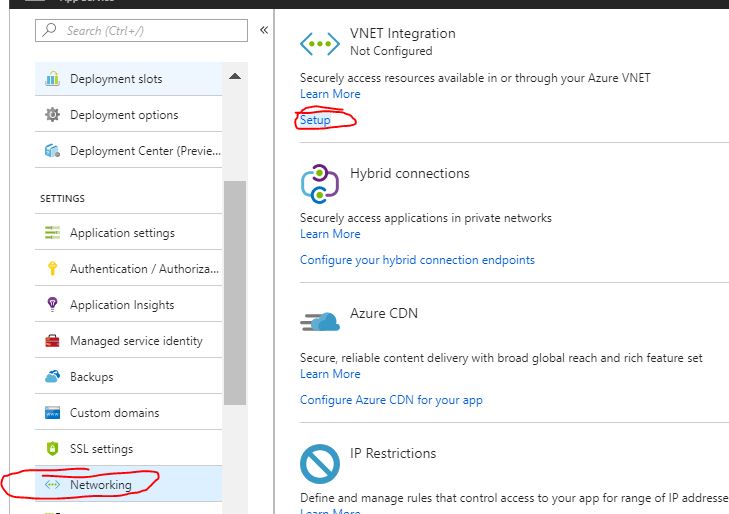 Search (Ctrl+/)
«
Deployment slots
Deployment options
Deployment Center (Previe...
SETTINGS
Application settings
Authentication / Authoriza...
Application Insights
Managed service identity
Backups
Custom domains
SSL settings
Networking
VNET Integration
Not Configured
Securely access resources available in or through your Azure VNET
Learn More
Setup
Hybrid connections
Securely access applications in private networks
Learn More
Configure your hybrid connection endpoints
Azure CDN
Secure, reliable content delivery with broad global reach and rich feature set
Learn More
Configure Azure CDN for your app
IP Restrictions
Define and manage rules that control access to your app for range of IP addresse
Learn More